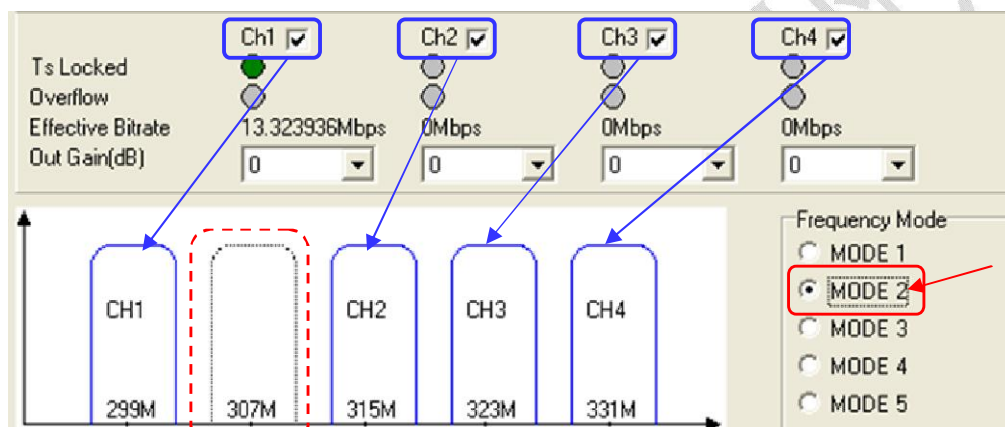 Ch1 Ch2 Ch3 Ch4
Ts Locked
Overflow
Effective Bitrate 13.323936Mbps 0Mbps 0Mbps 0Mbps
Out Gain(dB) 0 0 0 0
Frequency Mode
MODE 1
MODE 2
MODE 3
MODE 4
MODE 5
CH1 CH2 CH3 CH4
299M 307M 315M 323M 331M